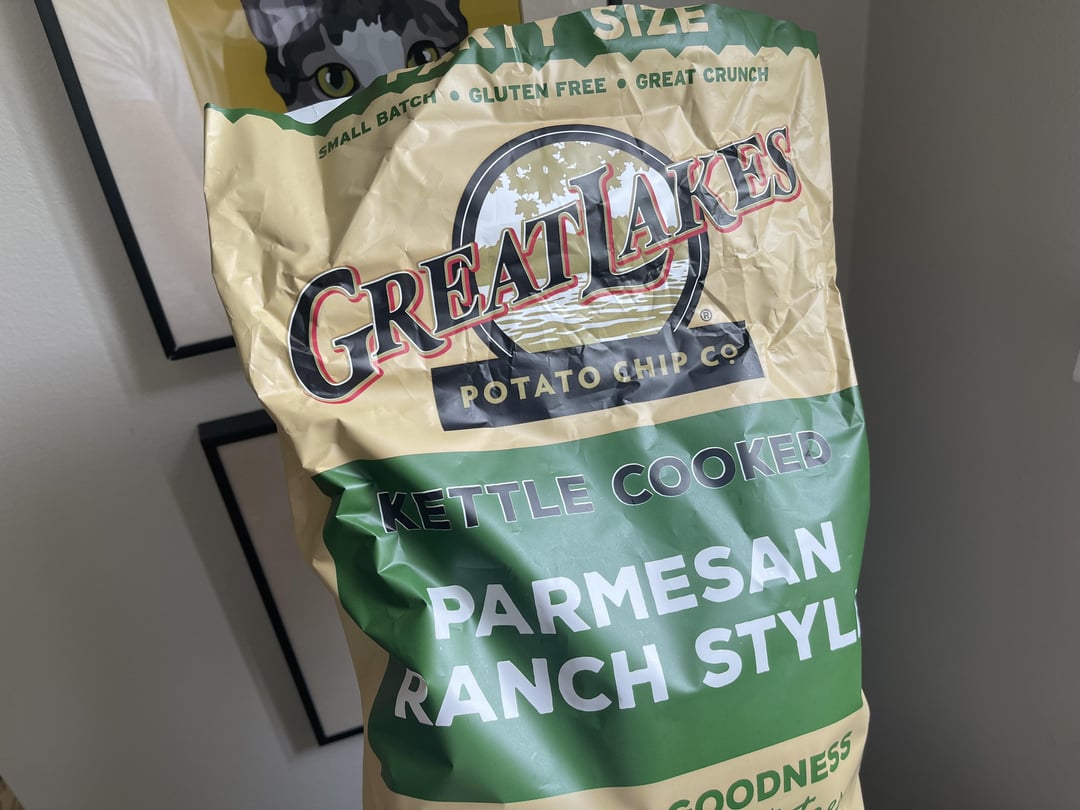 PARTY SIZE
SMALL BATCH • GLUTEN FREE • GREAT CRUNCH
GREAT LAKES
®
POTATO CHIP Co
KETTLE COOKED
PARMESAN
RANCH STYL
GOODNESS